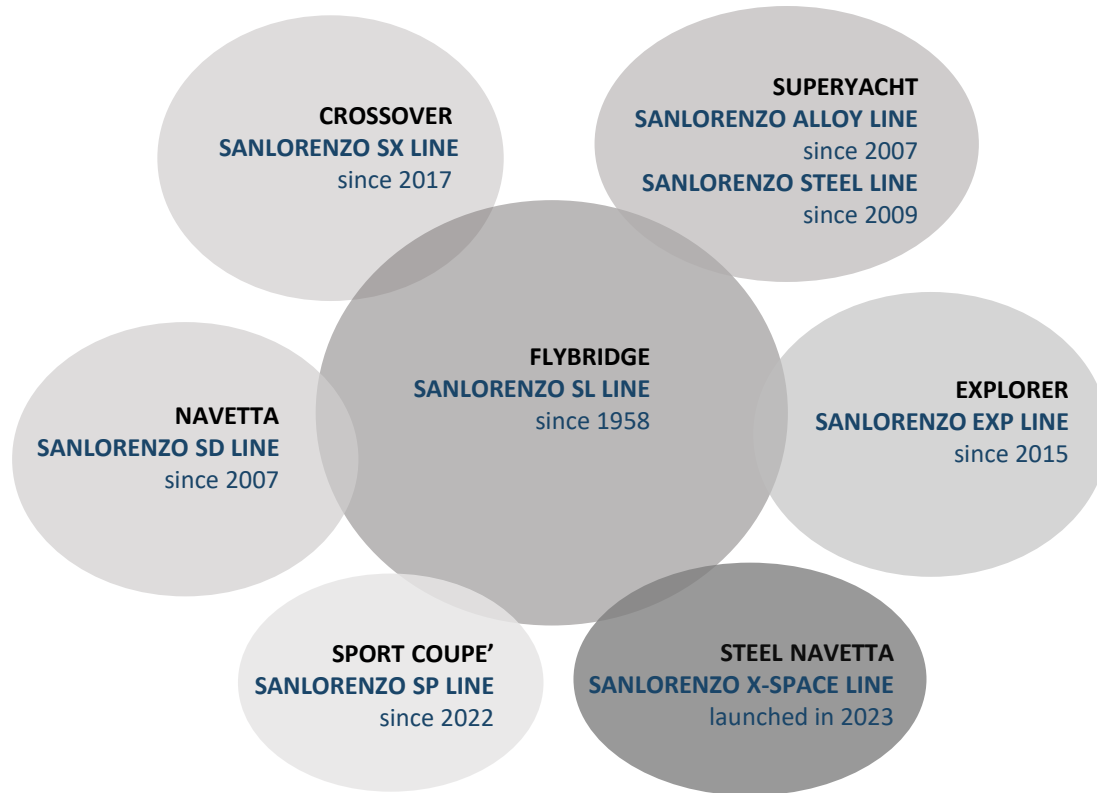 CROSSOVER
SANLORENZO SX LINE
since 2017
SUPERYACHT
SANLORENZO ALLOY LINE
since 2007
SANLORENZO STEEL LINE
since 2009
FLYBRIDGE
SANLORENZO SL LINE
since 1958
EXPLORER
SANLORENZO EXP LINE
since 2015
NAVETTA
SANLORENZO SD LINE
since 2007
SPORT COUPE’
SANLORENZO SP LINE
since 2022
STEEL NAVETTA
SANLORENZO X-SPACE LINE
launched in 2023